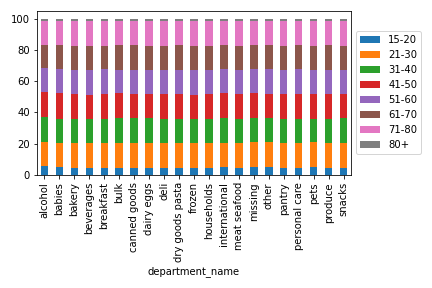 100
80
60
40
20
0
alcohol
babies
bakery
beverages
breakfast
bulk
canned goods
dairy eggs
deli
dry goods pasta
frozen
households
international
meat seafood
missing
other
pantry
personal care
pets
produce
snacks
department_name
15-20
21-30
31-40
41-50
51-60
61-70
71-80
80+